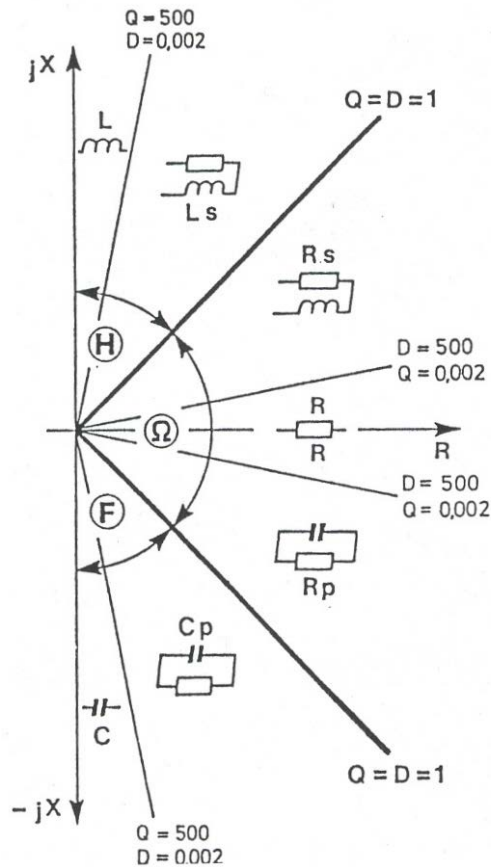 Q = 500
D = 0,002
jX
Q = D = 1
L
Ls
Rs
H
D = 500
Q = 0,002
Ω
R
R
R
D = 500
Q = 0,002
F
Rp
Cp
C
Q = D = 1
- jX
Q = 500
D = 0,002